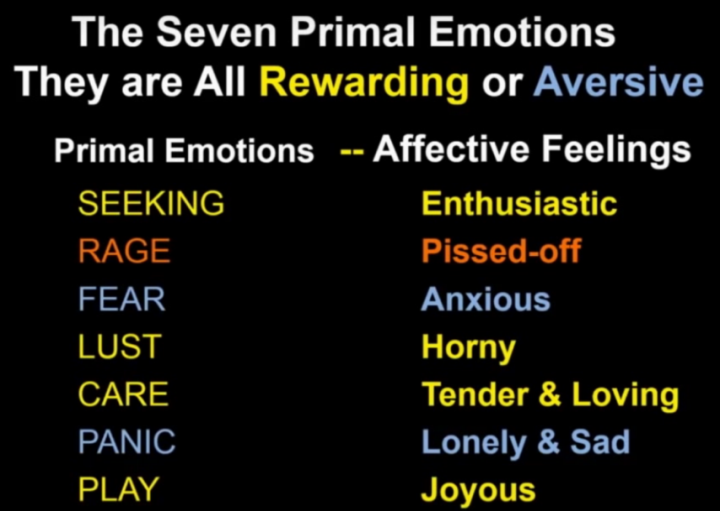 The Seven Primal Emotions
They are All Rewarding or Aversive
Primal Emotions -- Affective Feelings
SEEKING Enthusiastic
RAGE Pissed-off
FEAR Anxious
LUST Horny
CARE Tender & Loving
PANIC Lonely & Sad
PLAY Joyous